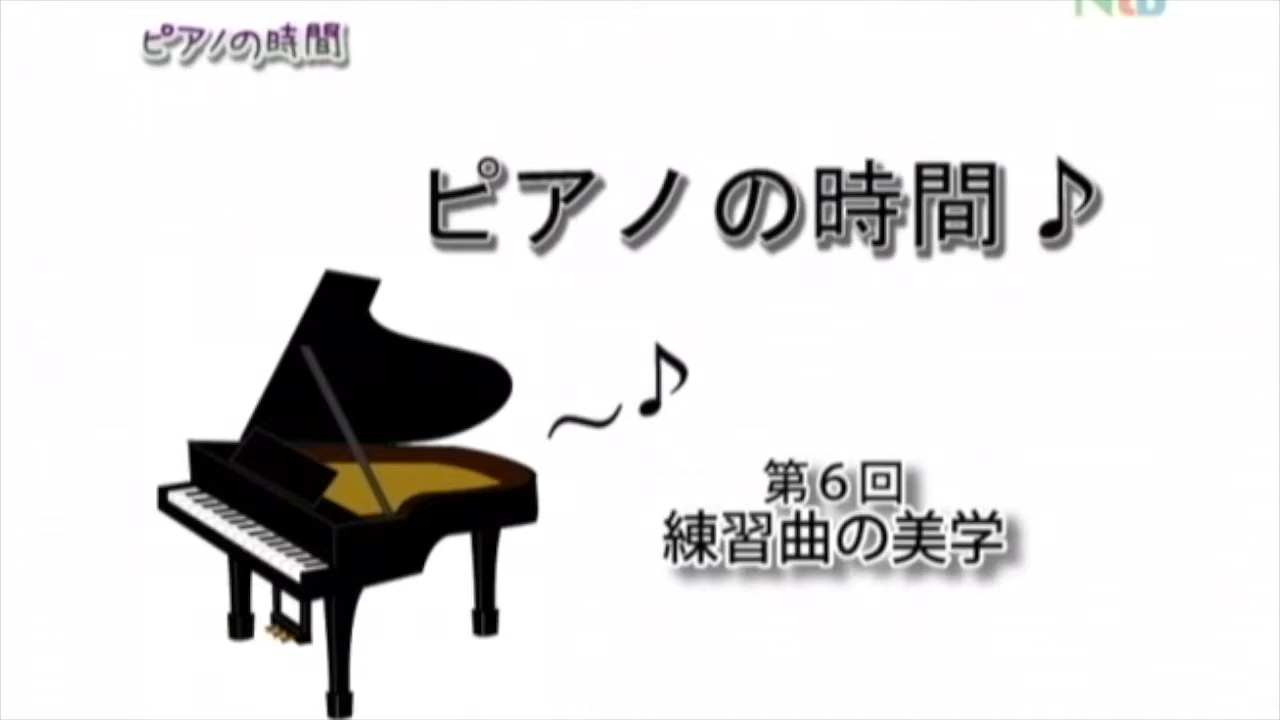 ピアノの時間
ピアノの時間♪
〜♪
第６回
練習曲の美学